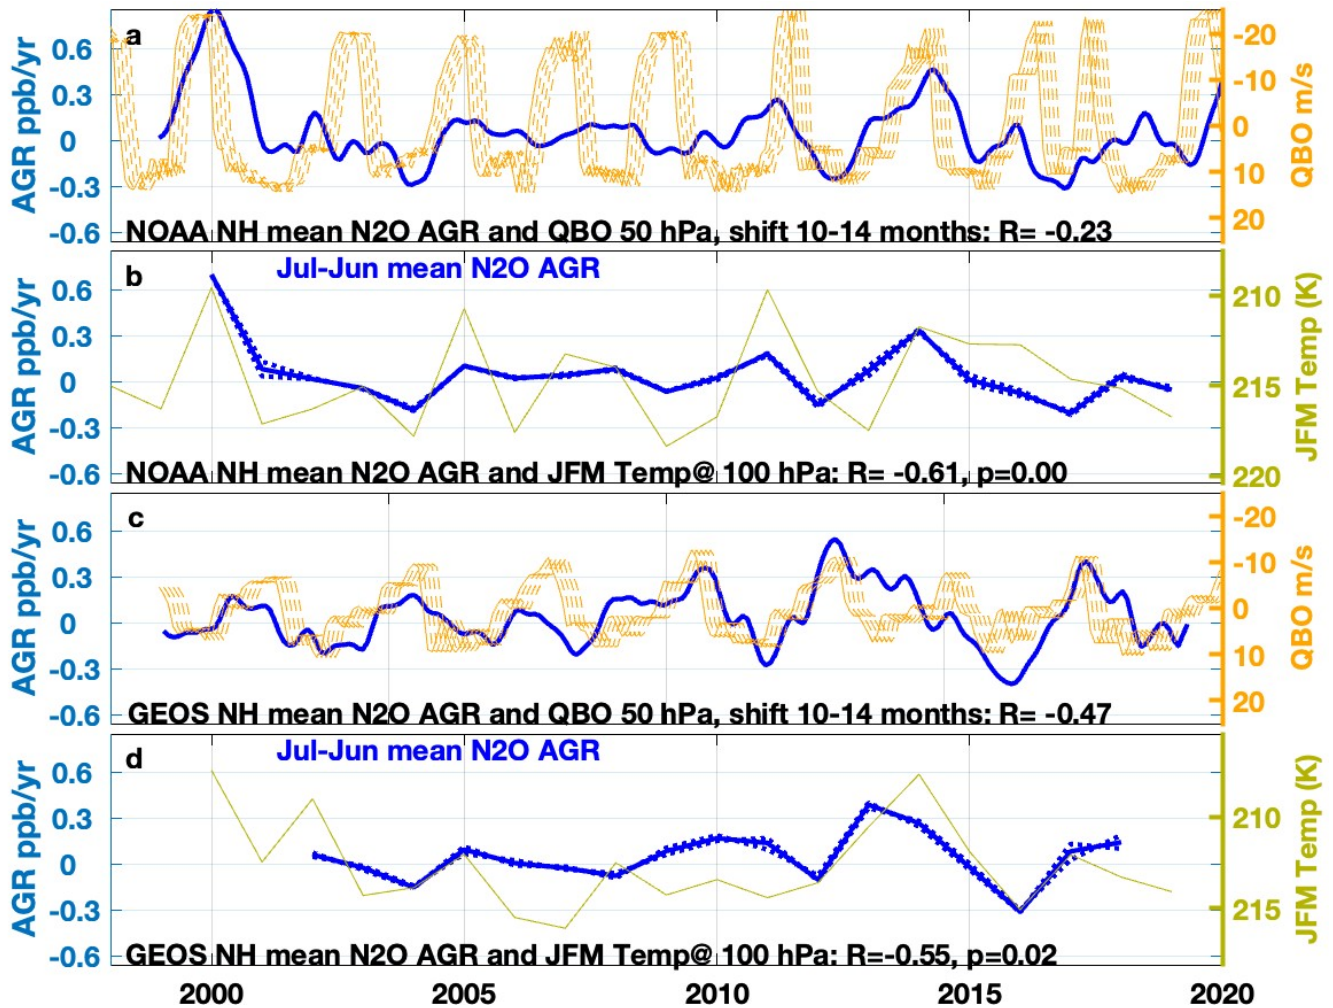 a
AGR ppb/yr
0.6
0.3
0
-0.3
-0.6
-20
-10
0
10
20
QBO m/s
NOAA NH mean N2O AGR and QBO 50 hPa, shift 10-14 months: R= -0.23
b
Jul-Jun mean N2O AGR
AGR ppb/yr
0.6
0.3
0
-0.3
-0.6
210
215
220
JFM Temp (K)
NOAA NH mean N2O AGR and JFM Temp@ 100 hPa: R= -0.61, p=0.00
c
AGR ppb/yr
0.6
0.3
0
-0.3
-0.6
-20
-10
0
10
20
QBO m/s
GEOS NH mean N2O AGR and QBO 50 hPa, shift 10-14 months: R= -0.47
d
Jul-Jun mean N2O AGR
AGR ppb/yr
0.6
0.3
0
-0.3
-0.6
210
215
JFM Temp (K)
GEOS NH mean N2O AGR and JFM Temp@ 100 hPa: R=-0.55, p=0.02
2000 2005 2010 2015 2020